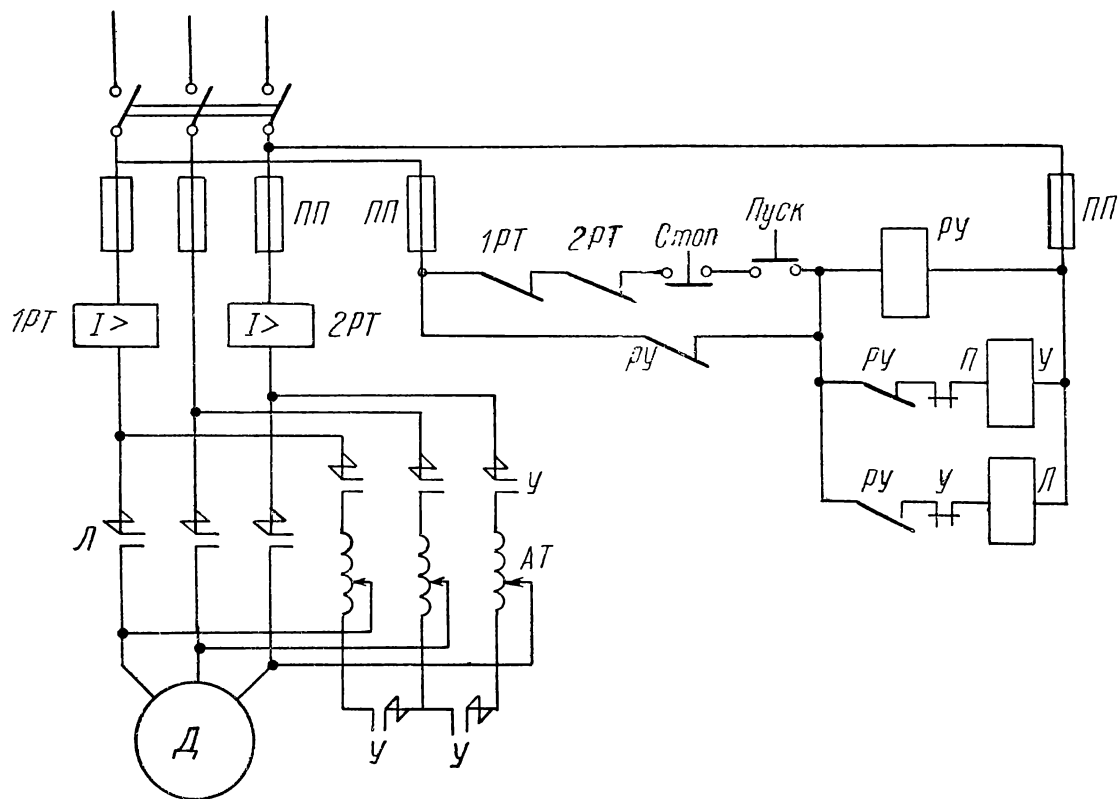 ПП
ПП
1РТ
2РТ
Стоп
Пуск
РУ
ПП
1РТ
I>
I>
2РТ
РУ
РУ
П
У
У
РУ
У
Л
Л
АТ
Д
У
У